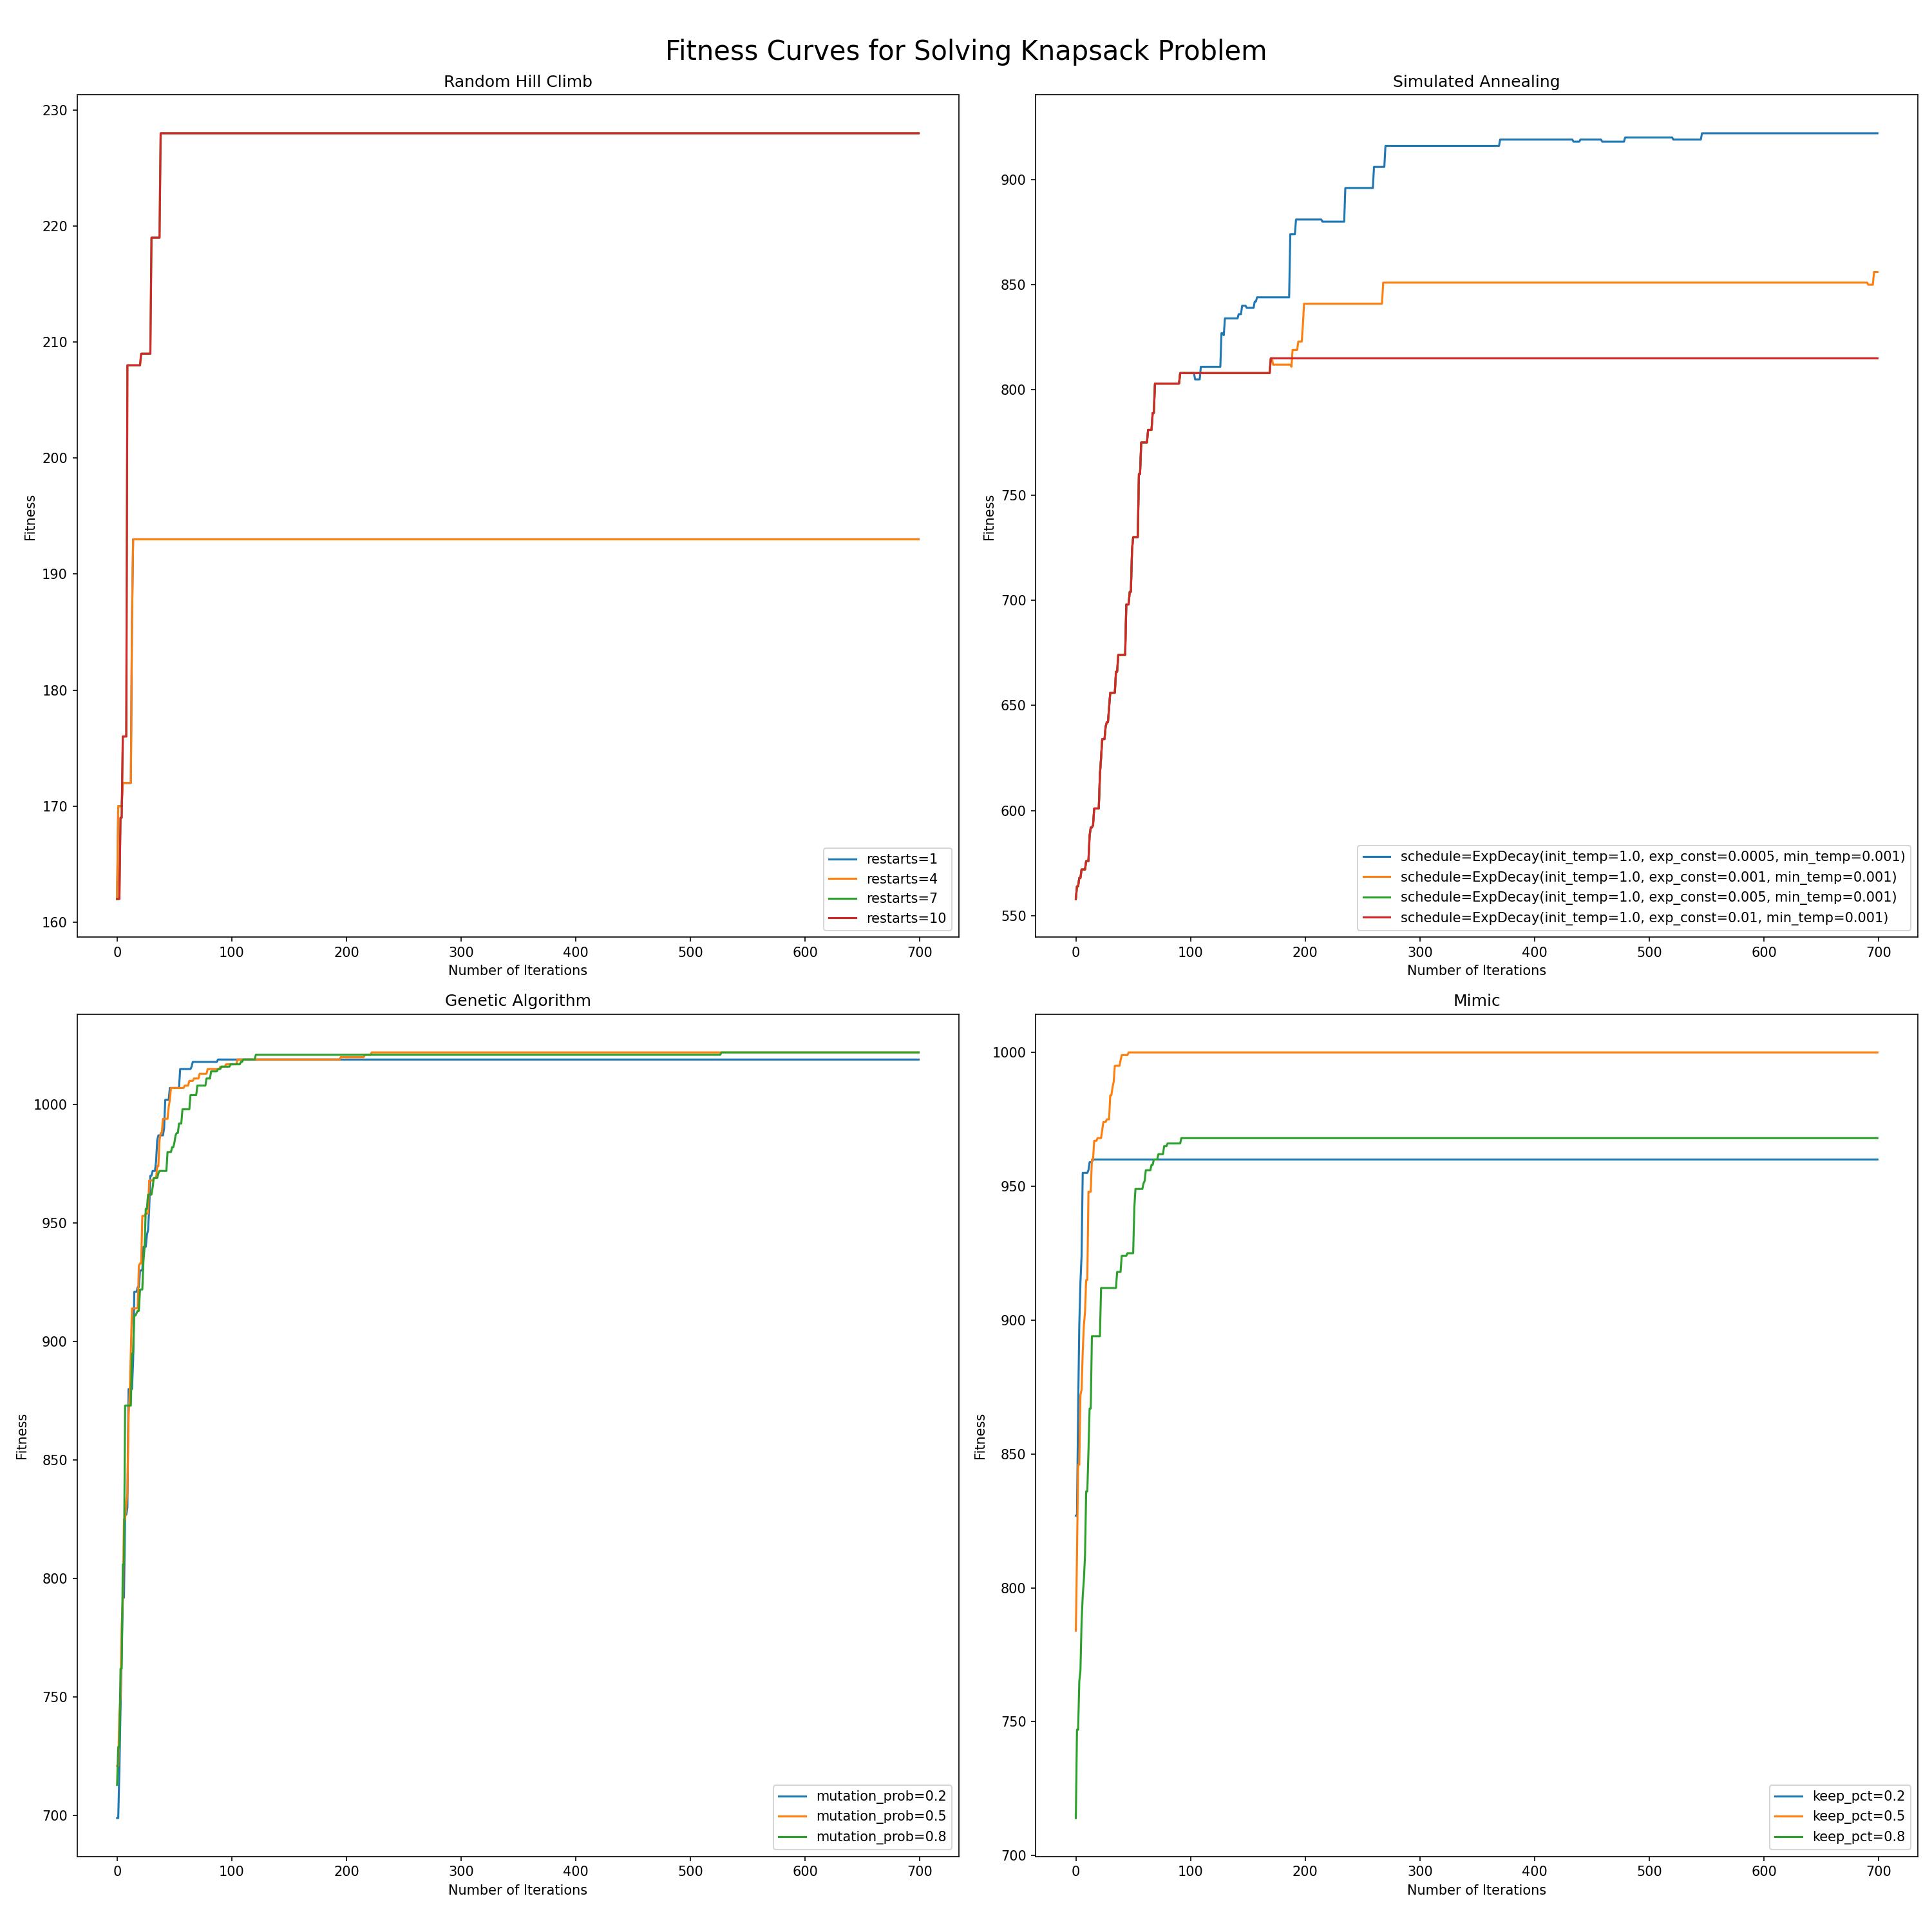 Fitness Curves for Solving Knapsack Problem
Random Hill Climb
230
220
210
200
190
180
170
160
Fitness
0 100 200 300 400 500 600 700
Number of Iterations
restarts=1
restarts=4
restarts=7
restarts=10
Simulated Annealing
900
850
800
750
700
650
600
550
Fitness
0 100 200 300 400 500 600 700
Number of Iterations
schedule=ExpDecay(init_temp=1.0, exp_const=0.0005, min_temp=0.001)
schedule=ExpDecay(init_temp=1.0, exp_const=0.001, min_temp=0.001)
schedule=ExpDecay(init_temp=1.0, exp_const=0.005, min_temp=0.001)
schedule=ExpDecay(init_temp=1.0, exp_const=0.01, min_temp=0.001)
Genetic Algorithm
1000
950
900
850
800
750
700
Fitness
0 100 200 300 400 500 600 700
Number of Iterations
mutation_prob=0.2
mutation_prob=0.5
mutation_prob=0.8
Mimic
1000
950
900
850
800
750
700
Fitness
0 100 200 300 400 500 600 700
Number of Iterations
keep_pct=0.2
keep_pct=0.5
keep_pct=0.8